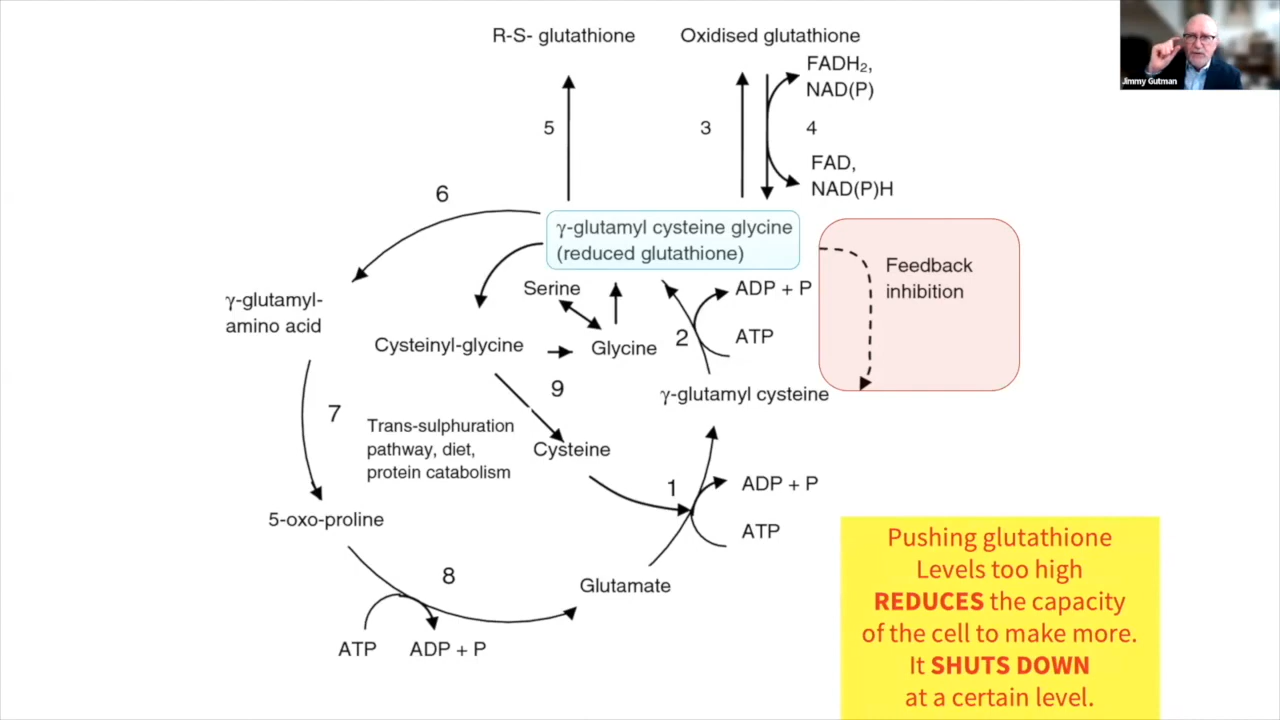 R-S- glutathione
Oxidised glutathione
FADH₂,
NAD(P)
Jimmy Gutman
5
3
4
FAD,
NAD(P)H
6
γ-glutamyl cysteine glycine
(reduced glutathione)
Feedback
inhibition
Serine
ADP + P
γ-glutamyl-
amino acid
2
ATP
Cysteinyl-glycine
Glycine
9
γ-glutamyl cysteine
7
Trans-sulphuration
pathway, diet,
protein catabolism
Cysteine
1
ADP + P
ATP
5-oxo-proline
8
Glutamate
ATP
ADP + P
Pushing glutathione
Levels too high
REDUCES the capacity
of the cell to make more.
It SHUTS DOWN
at a certain level.